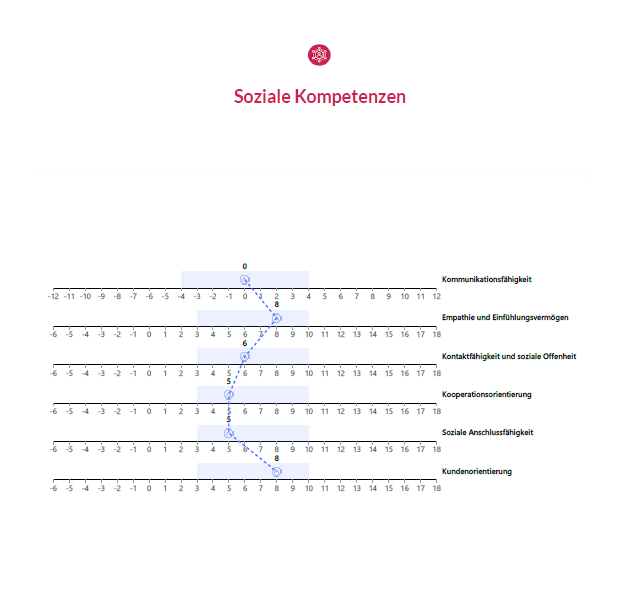 Soziale Kompetenzen
0
Kommunikationsfähigkeit
-12 -11 -10 -9 -8 -7 -6 -5 -4 -3 -2 -1 0 1 2 3 4 5 6 7 8 9 10 11 12
8
Empathie und Einfühlungsvermögen
-6 -5 -4 -3 -2 -1 0 1 2 3 4 5 6 7 8 9 10 11 12 13 14 15 16 17 18
6
Kontaktfähigkeit und soziale Offenheit
-6 -5 -4 -3 -2 -1 0 1 2 3 4 5 6 7 8 9 10 11 12 13 14 15 16 17 18
5
Kooperationsorientierung
-6 -5 -4 -3 -2 -1 0 1 2 3 4 5 6 7 8 9 10 11 12 13 14 15 16 17 18
5
Soziale Anschlussfähigkeit
-6 -5 -4 -3 -2 -1 0 1 2 3 4 5 6 7 8 9 10 11 12 13 14 15 16 17 18
8
Kundenorientierung
-6 -5 -4 -3 -2 -1 0 1 2 3 4 5 6 7 8 9 10 11 12 13 14 15 16 17 18